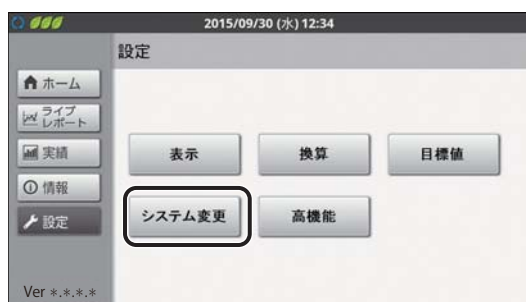 2015/09/30 (水) 12:34
設定
ホーム
ライブ
レポート
実績
情報
設定
表示
換算
目標値
システム変更
高機能
Ver *.*.*.*